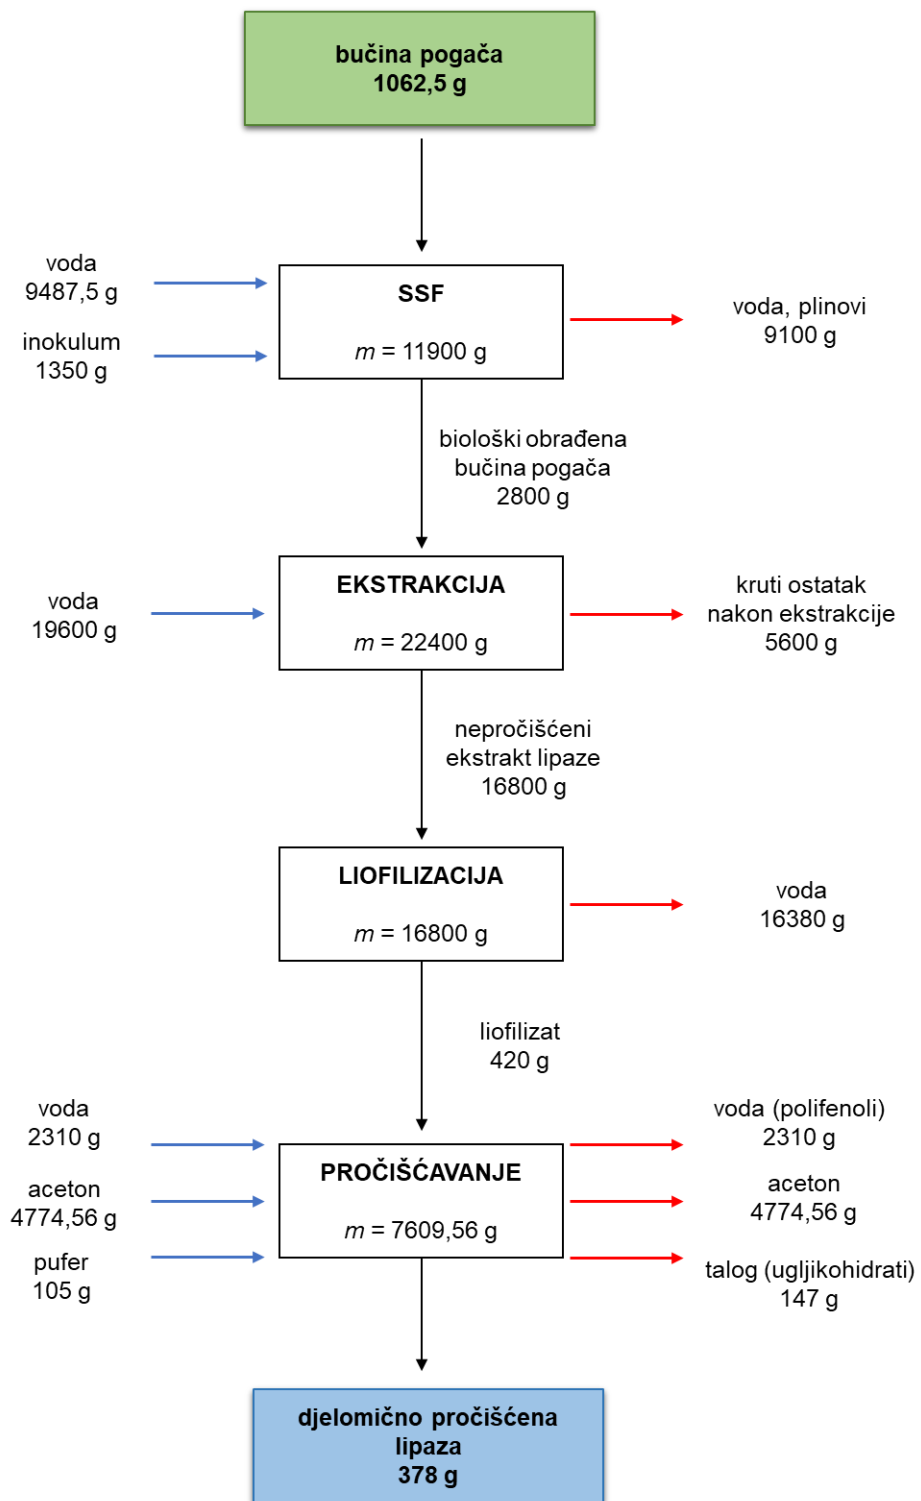 bučina pogača
1062,5 g
voda
9487,5 g
inokulum
1350 g
SSF
m = 11900 g
voda, plinovi
9100 g
biološki obrađena
bučina pogača
2800 g
voda
19600 g
EKSTRAKCIJA
m = 22400 g
kruti ostatak
nakon ekstrakcije
5600 g
nepročišćeni
ekstrakt lipaze
16800 g
LIOFILIZACIJA
m = 16800 g
voda
16380 g
liofilizat
420 g
voda
2310 g
aceton
4774,56 g
pufer
105 g
PROČIŠĆAVANJE
m = 7609,56 g
voda (polifenoli)
2310 g
aceton
4774,56 g
talog (ugljikohidrati)
147 g
djelomično pročišćena
lipaza
378 g